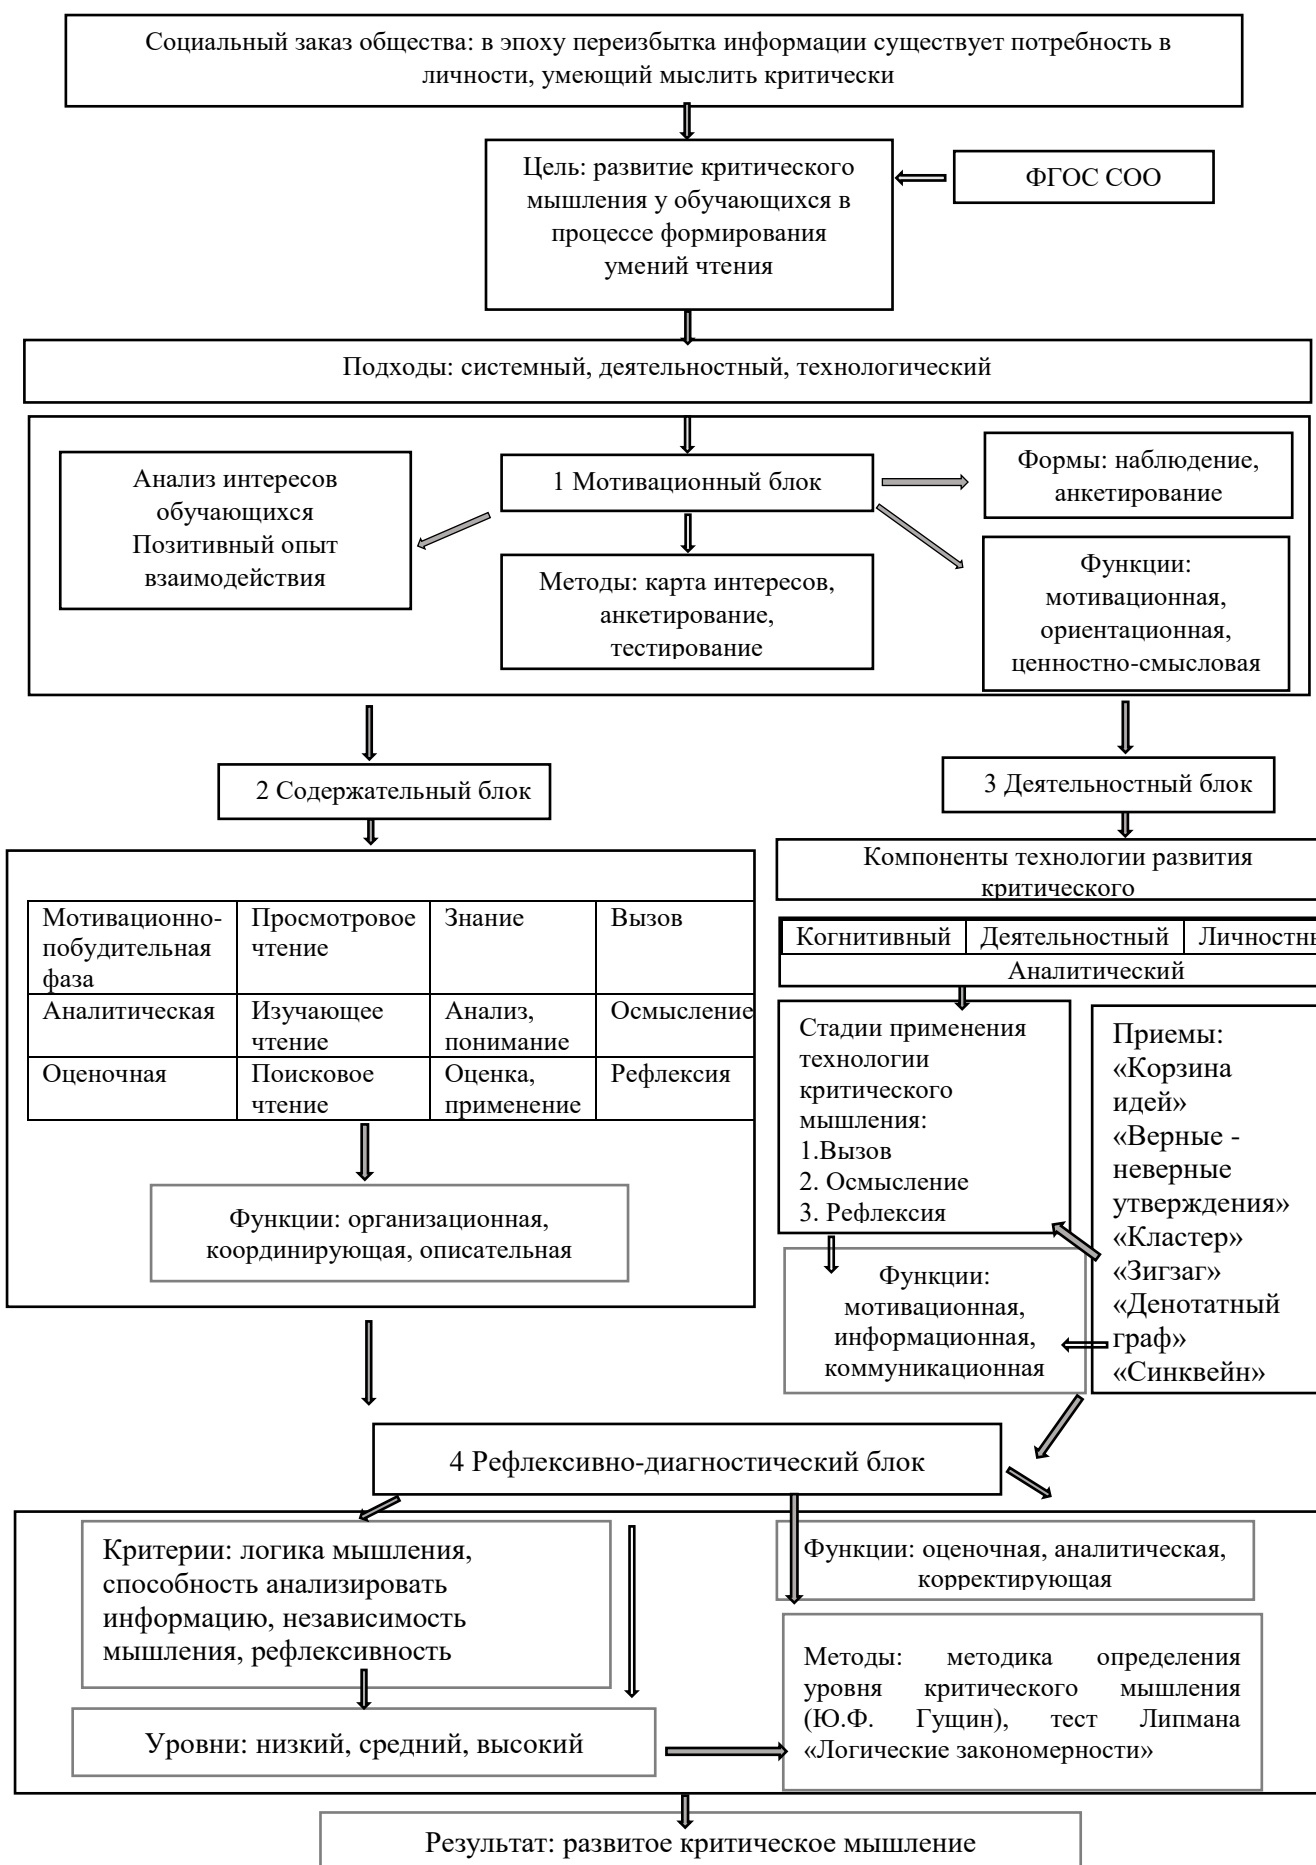 Социальный заказ общества: в эпоху переизбытка информации существует потребность в
личности, умеющий мыслить критически
Цель: развитие критического
мышления у обучающихся в
процессе формирования
умений чтения
ФГОС СОО
Подходы: системный, деятельностный, технологический
Анализ интересов
обучающихся
Позитивный опыт
взаимодействия
1 Мотивационный блок
Формы: наблюдение,
анкетирование
Методы: карта интересов,
анкетирование,
тестирование
Функции:
мотивационная,
ориентационная,
ценностно-смысловая
2 Содержательный блок
3 Деятельностный блок
Мотивационно-
побудительная
фаза
Просмотровое
чтение
Знание
Вызов
Аналитическая
Изучающее
чтение
Анализ,
понимание
Осмысление
Оценочная
Поисковое
чтение
Оценка,
применение
Рефлексия
Функции: организационная,
координирующая, описательная
Компоненты технологии развития
критического
Когнитивный
Деятельностный
Личностн
Аналитический
Стадии применения
технологии
критического
мышления:
1.Вызов
2. Осмысление
3. Рефлексия
Приемы:
«Корзина
идей»
«Верные -
неверные
утверждения»
«Кластер»
«Зигзаг»
«Денотатный
граф»
«Синквейн»
Функции:
мотивационная,
информационная,
коммуникационная
4 Рефлексивно-диагностический блок
Критерии: логика мышления,
способность анализировать
информацию, независимость
мышления, рефлексивность
Функции: оценочная, аналитическая,
корректирующая
Уровни: низкий, средний, высокий
Методы: методика определения
уровня критического мышления
(Ю.Ф. Гущин), тест Липмана
«Логические закономерности»
Результат: развитое критическое мышление